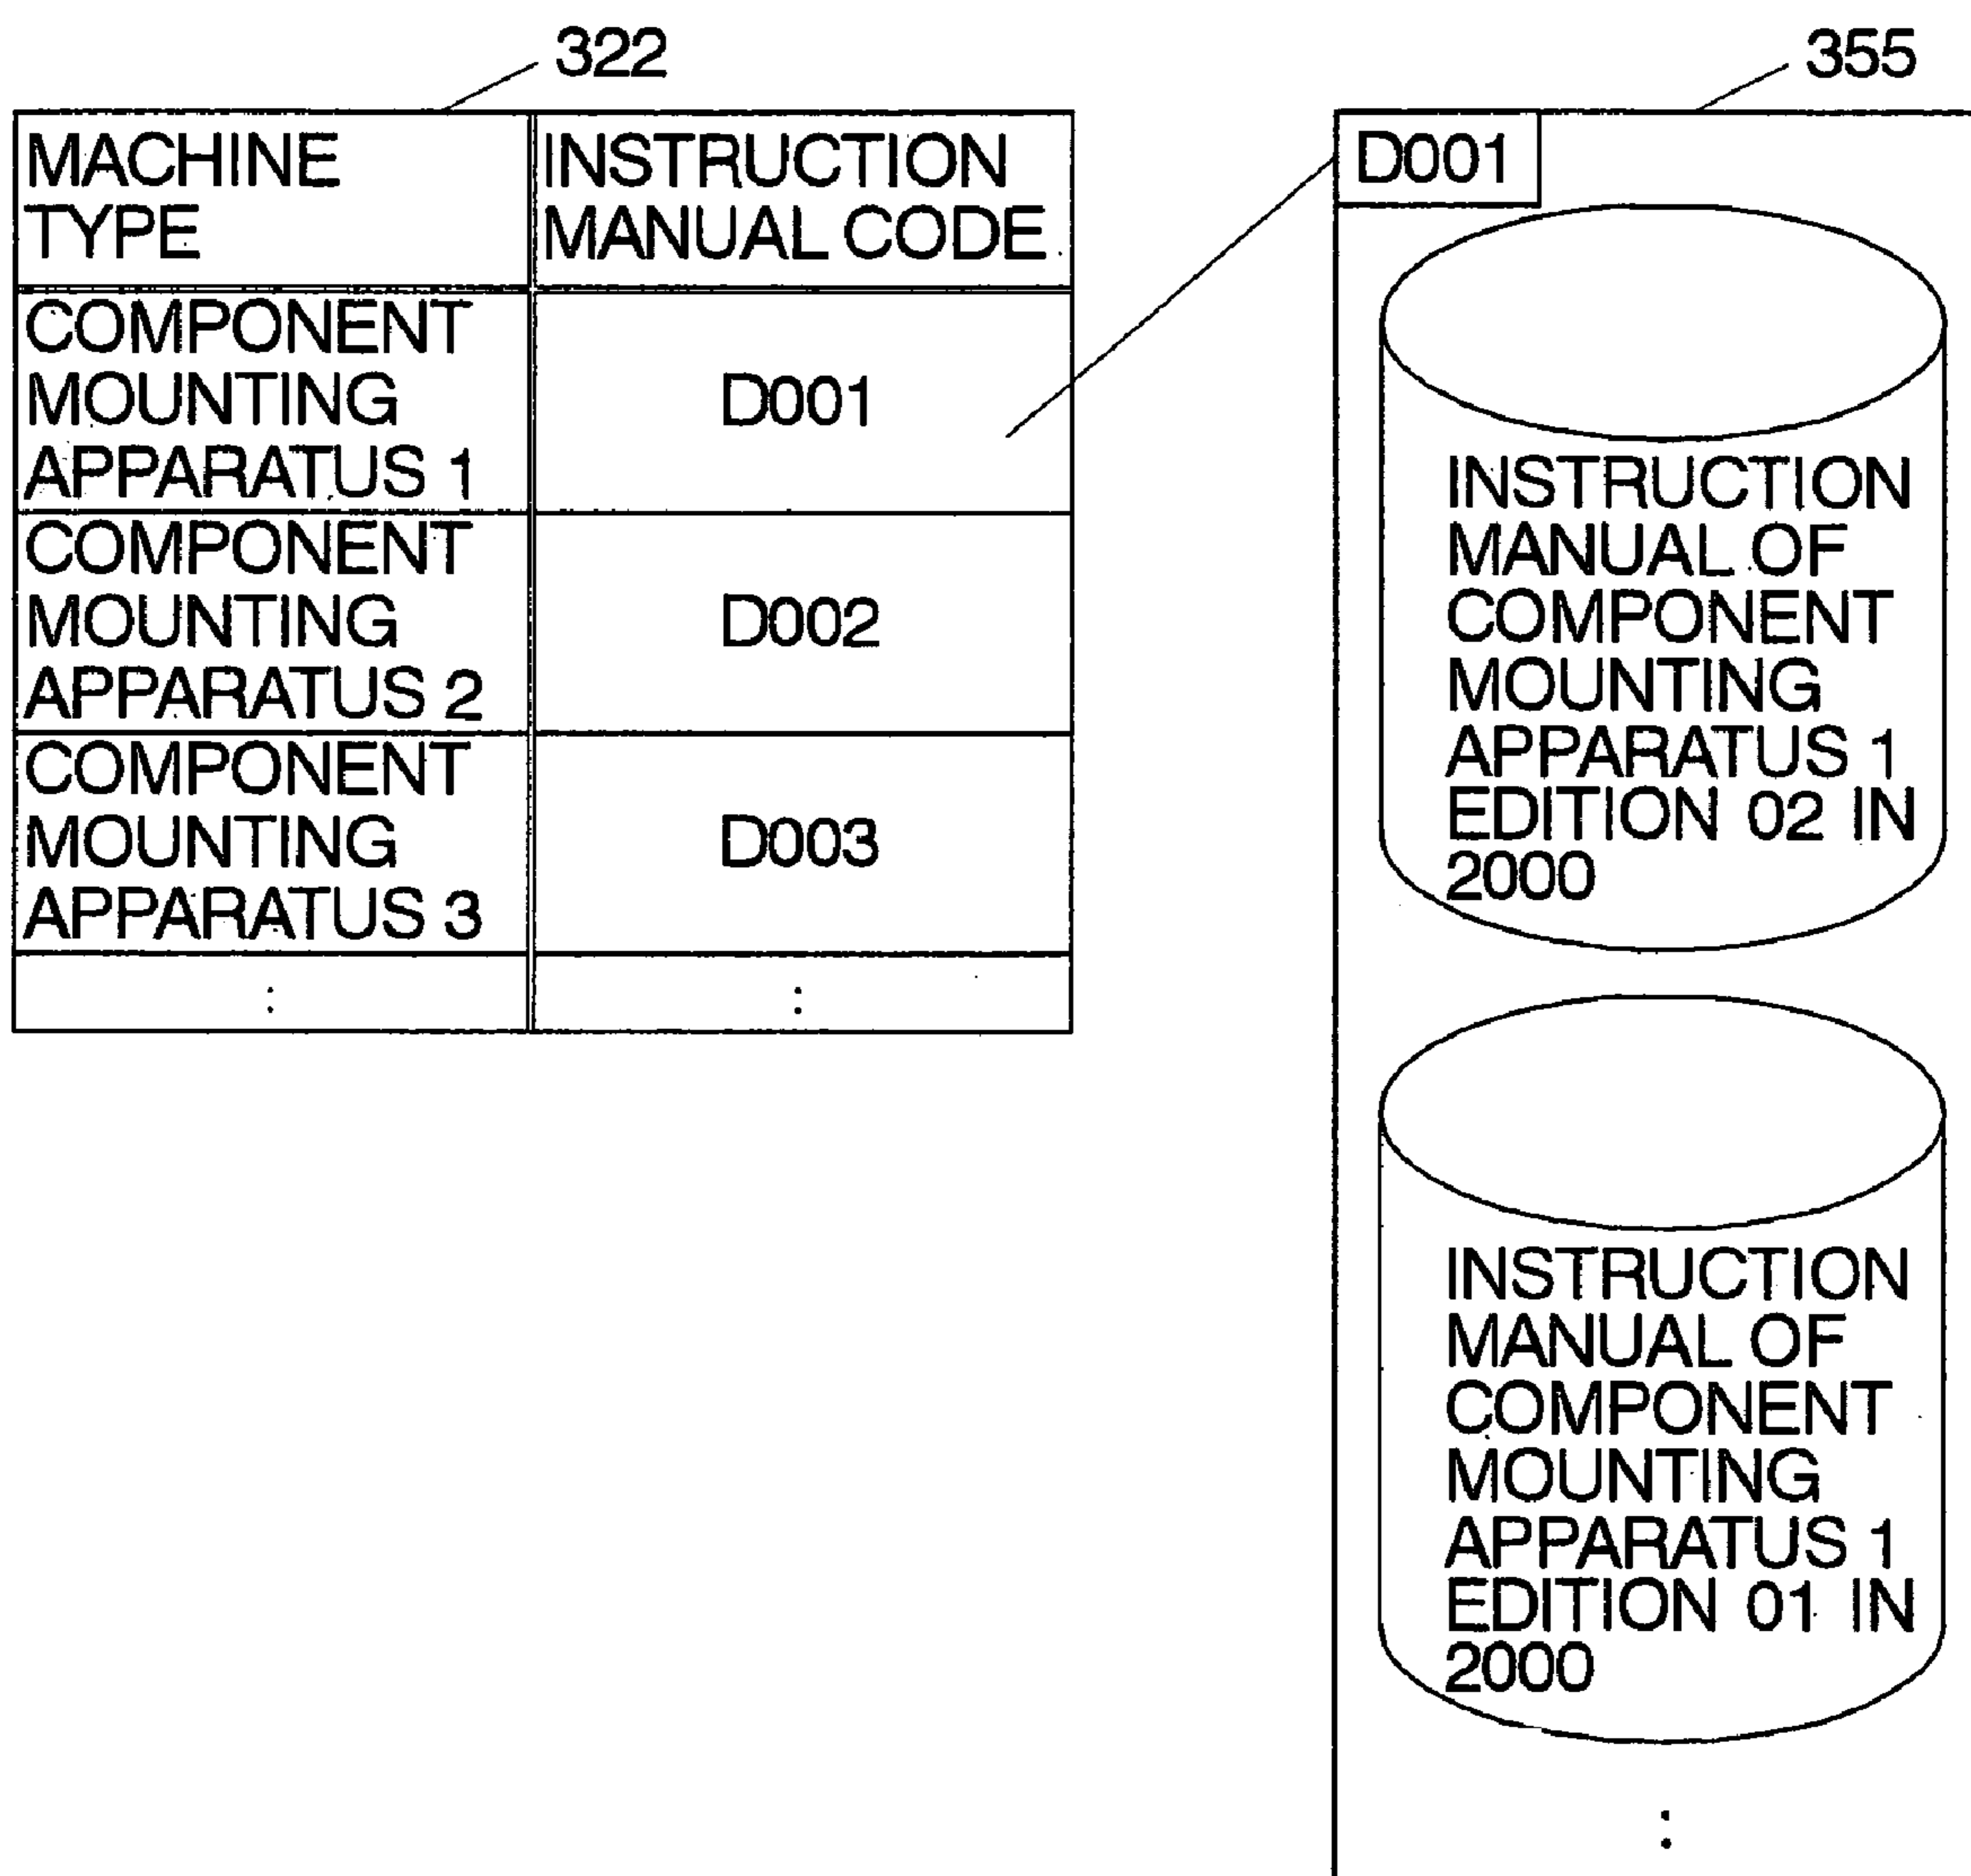 322
MACHINE
TYPE
INSTRUCTION
MANUAL CODE
COMPONENT
MOUNTING
APPARATUS 1
D001
COMPONENT
MOUNTING
APPARATUS 2
D002
COMPONENT
MOUNTING
APPARATUS 3
D003
:
:
355
D001
INSTRUCTION
MANUAL OF
COMPONENT
MOUNTING
APPARATUS 1
EDITION 02 IN
2000
INSTRUCTION
MANUAL OF
COMPONENT
MOUNTING
APPARATUS 1
EDITION 01 IN
2000
: